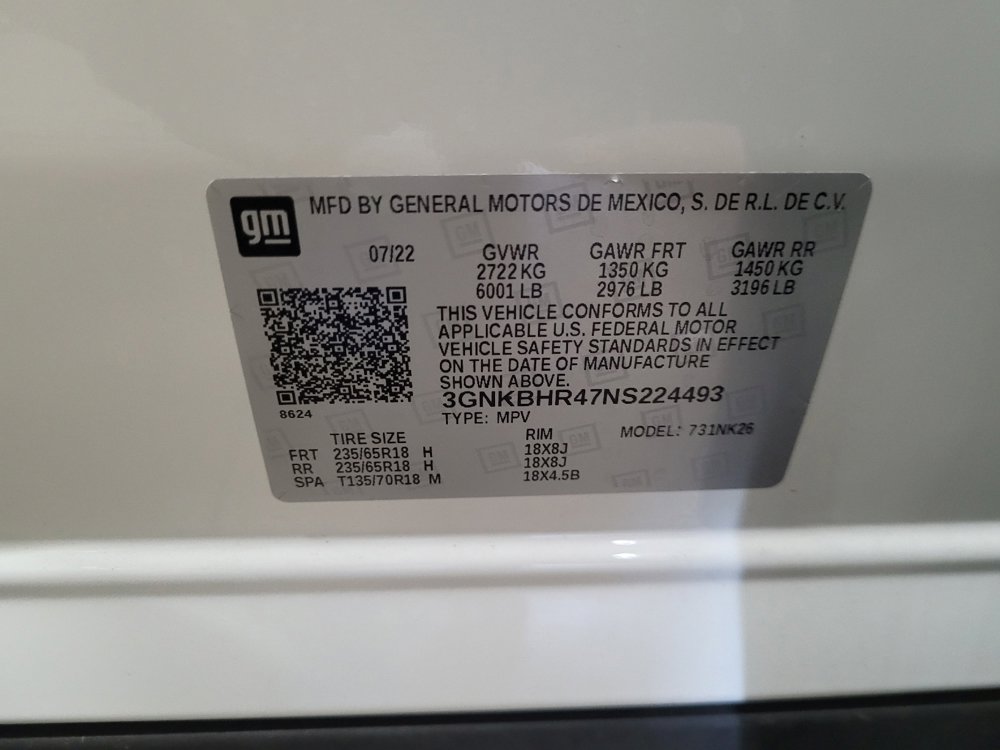 gm MFD BY GENERAL MOTORS DE MEXICO, S. DE R.L. DE C.V.
07/22 GVWR GAWR FRT GAWR RR
2722 KG 1350 KG 1450 KG
6001 LB 2976 LB 3196 LB
THIS VEHICLE CONFORMS TO ALL
APPLICABLE U.S. FEDERAL MOTOR
VEHICLE SAFETY STANDARDS IN EFFECT
ON THE DATE OF MANUFACTURE
SHOWN ABOVE.
3GNKBHR47NS224493
8624
TYPE: MPV
TIRE SIZE RIM MODEL: 731NK26
FRT 235/65R18 H 18X8J
RR 235/65R18 H 18X8J
SPA T135/70R18 M 18X4.5B